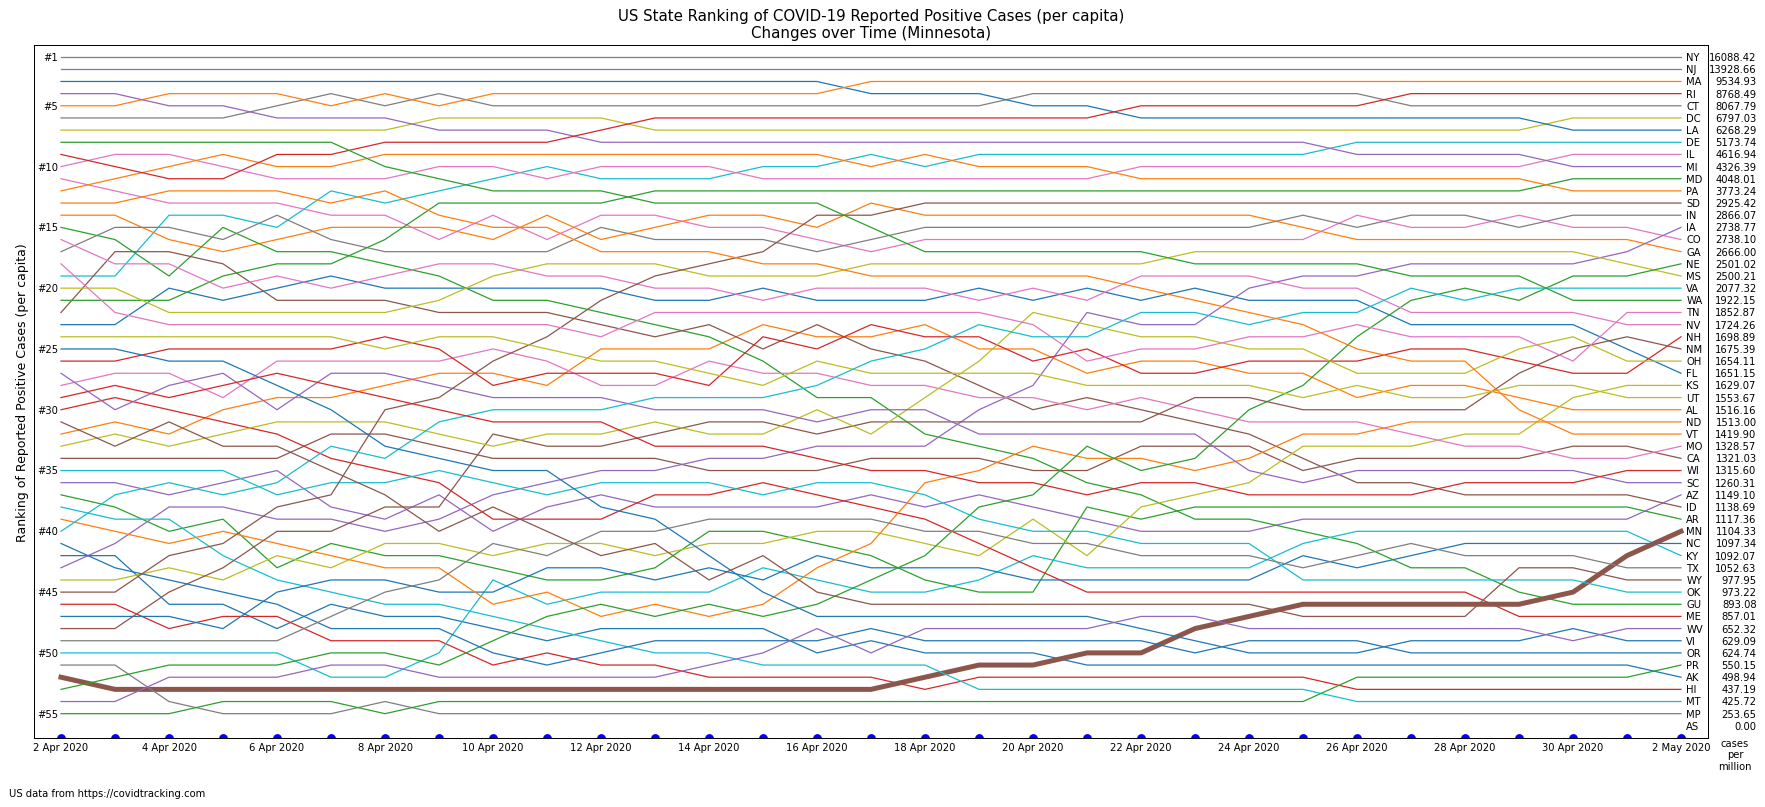 US State Ranking of COVID-19 Reported Positive Cases (per capita)
Changes over Time (Minnesota)
Ranking of Reported Positive Cases (per capita)
#1
#5
#10
#15
#20
#25
#30
#35
#40
#45
#50
#55
NY 16088.42
NJ 13928.66
MA 9534.93
RI 8768.49
CT 8067.79
DC 6797.03
LA 6268.29
DE 5173.74
IL 4616.94
MI 4326.39
MD 4048.01
PA 3773.24
SD 2925.42
IN 2866.07
IA 2738.77
CO 2738.10
GA 2666.00
NE 2501.02
MS 2500.21
VA 2077.32
WA 1922.15
TN 1852.87
NV 1724.26
NH 1698.89
NM 1675.39
OH 1654.11
FL 1651.15
KS 1629.07
UT 1553.67
AL 1516.16
ND 1513.00
VT 1419.90
MO 1328.57
CA 1321.03
WI 1315.60
SC 1260.31
AZ 1149.10
ID 1138.69
AR 1117.36
MN 1104.33
NC 1097.34
KY 1092.07
TX 1052.63
WY 977.95
OK 973.22
GU 893.08
ME 857.01
WV 652.32
VI 629.09
OR 624.74
PR 550.15
AK 498.94
HI 437.19
MT 425.72
MP 253.65
AS 0.00
2 Apr 2020 4 Apr 2020 6 Apr 2020 8 Apr 2020 10 Apr 2020 12 Apr 2020 14 Apr 2020 16 Apr 2020 18 Apr 2020 20 Apr 2020 22 Apr 2020 24 Apr 2020 26 Apr 2020 28 Apr 2020 30 Apr 2020 2 May 2020
cases
per
million
US data from https://covidtracking.com